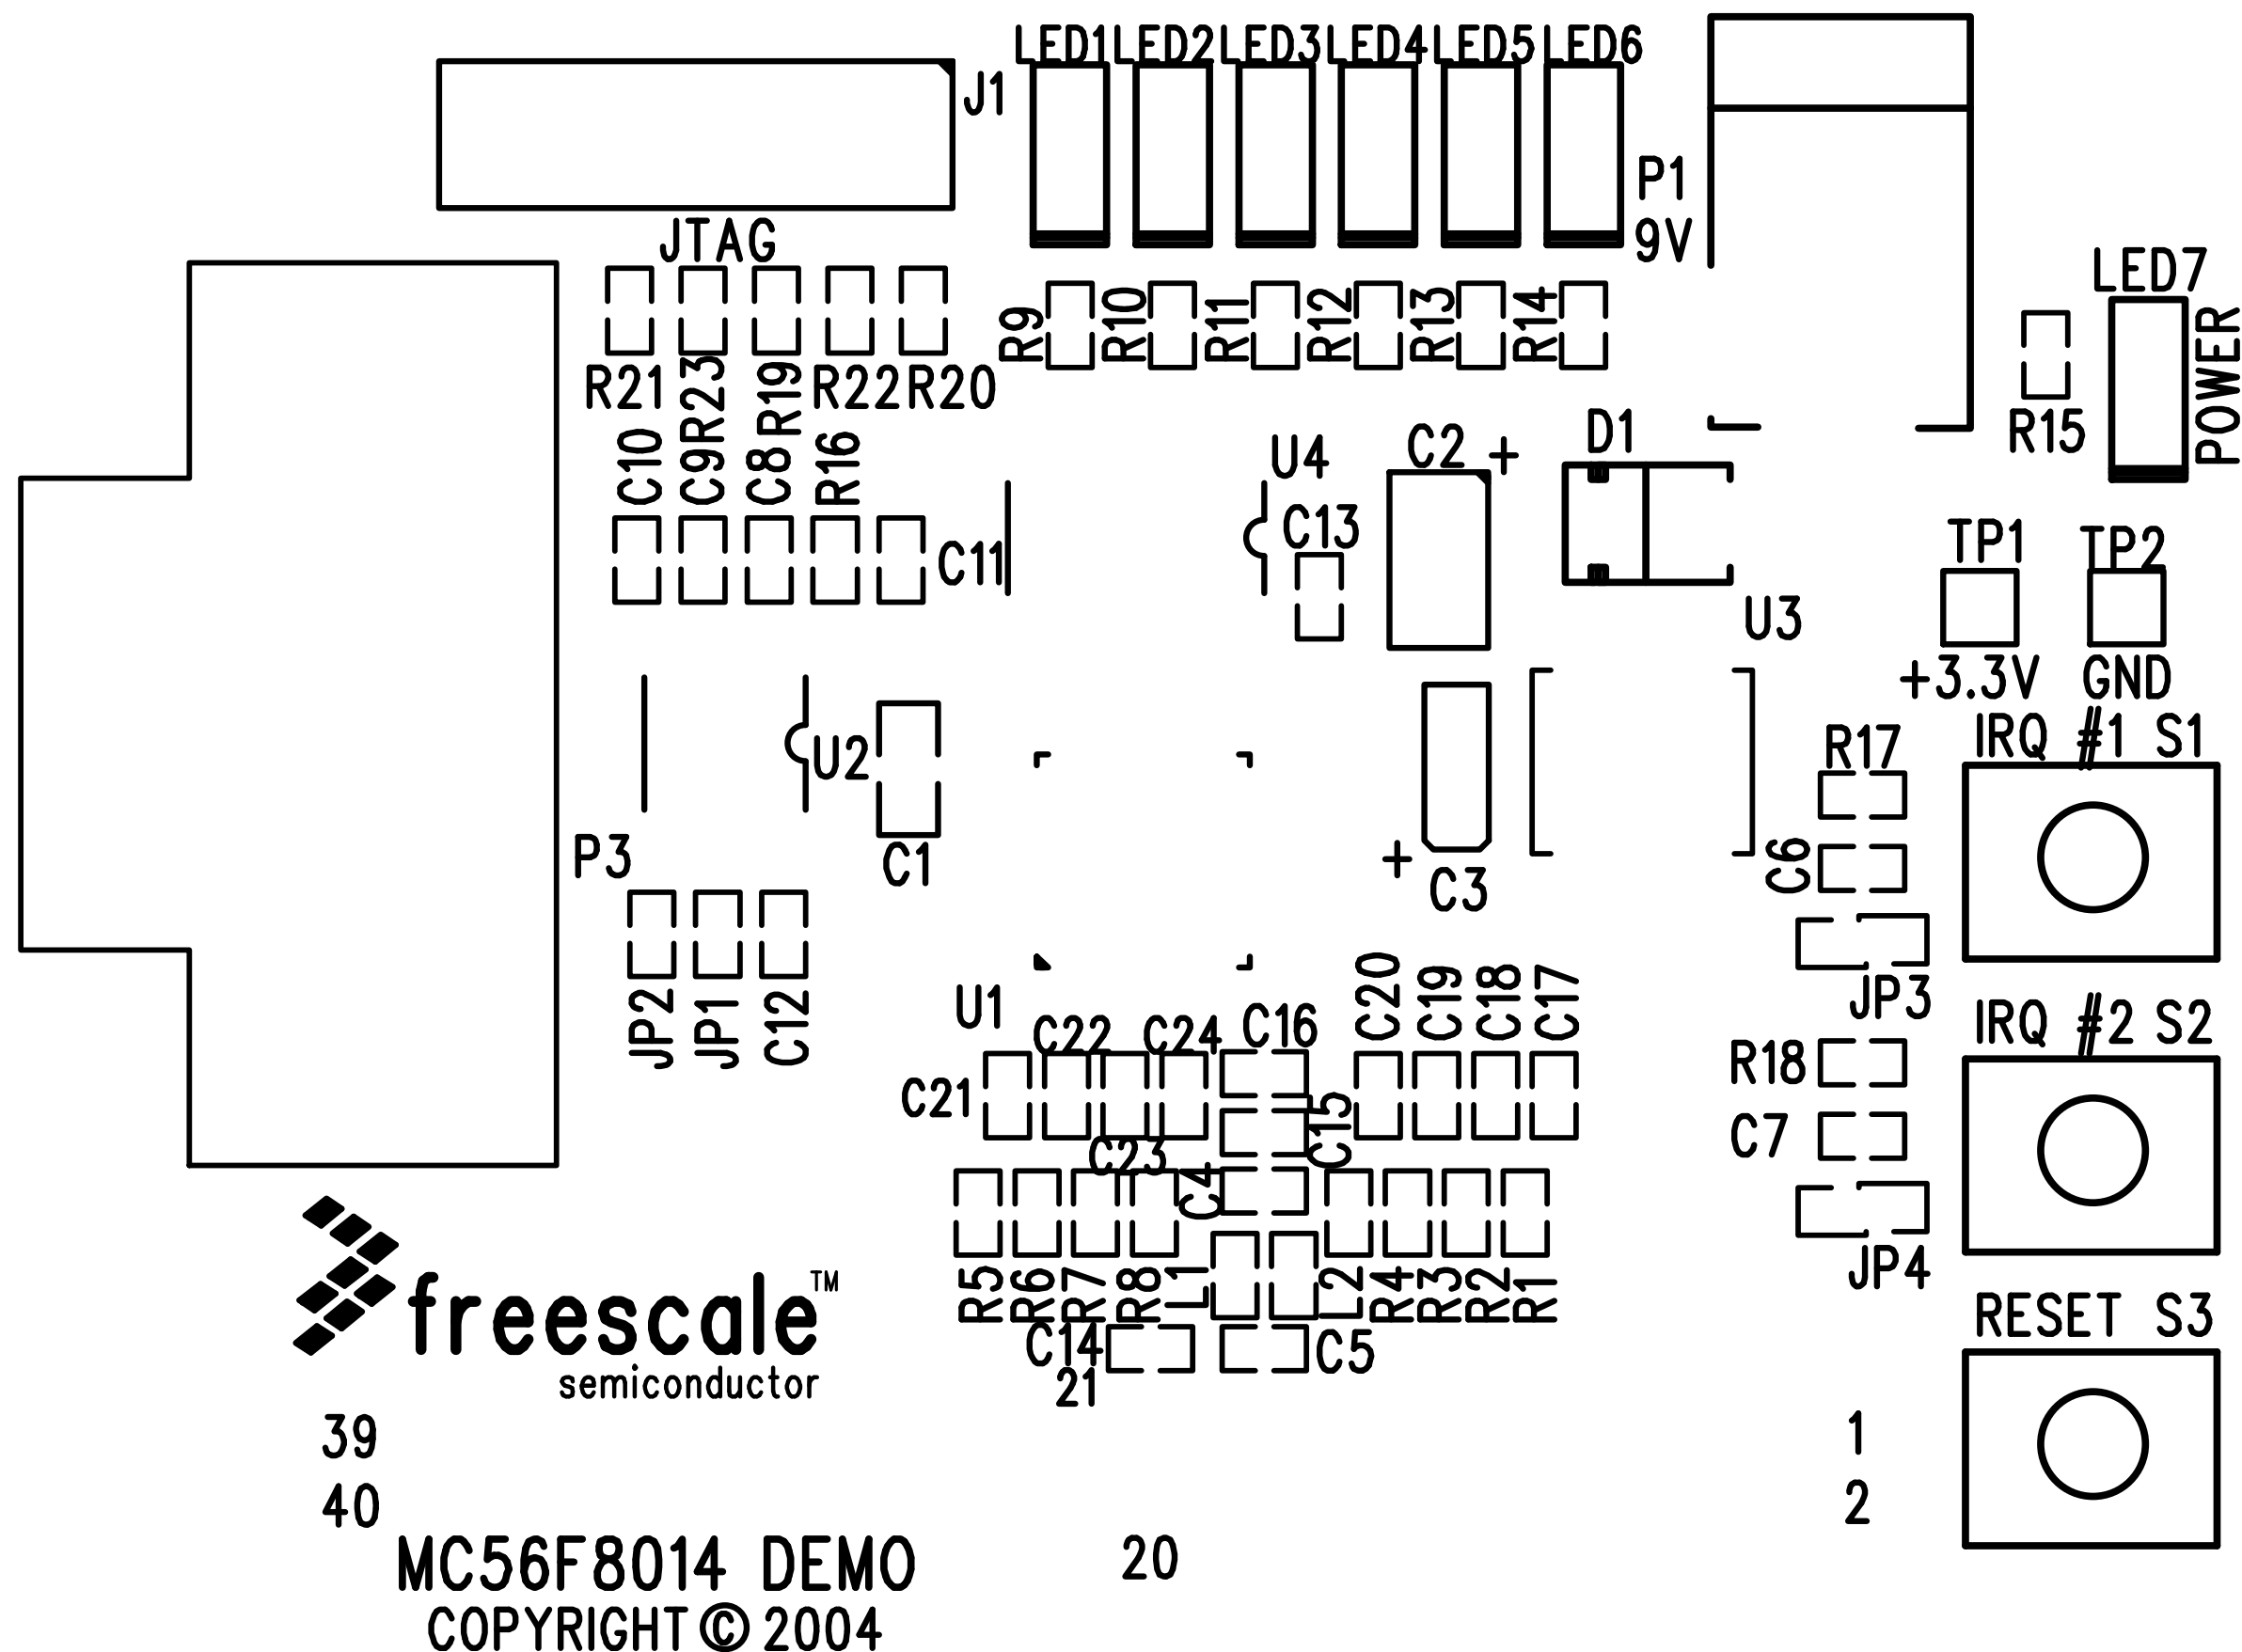 LED1 LED2 LED3 LED4 LED5 LED6
J1
P1
9V
JTAG
LED7
POWER
R9 R10 R11 R12 R13 R14
R21 R23 R19 R22 R20
R15
C10 C9 C8 R16
U4
C2 +
D1
C13
C11
TP1 TP2
U3
+3.3V GND
IRQ #1 S1
R17
U2
P3
C1
C6
+
C3
JP3
JP2 JP1 C12
U1
C22 C24 C16
C20 C19 C18 C17
IRQ #2 S2
R18
C21
C15
C7
C23
C4
JP4
freescale™
semiconductor
R5 R6 R7 R8 L1 L2 R4 R3 R2 R1
RESET S3
C14
C5
21
39
1
40
2
MC56F8014 DEMO
20
COPYRIGHT © 2004